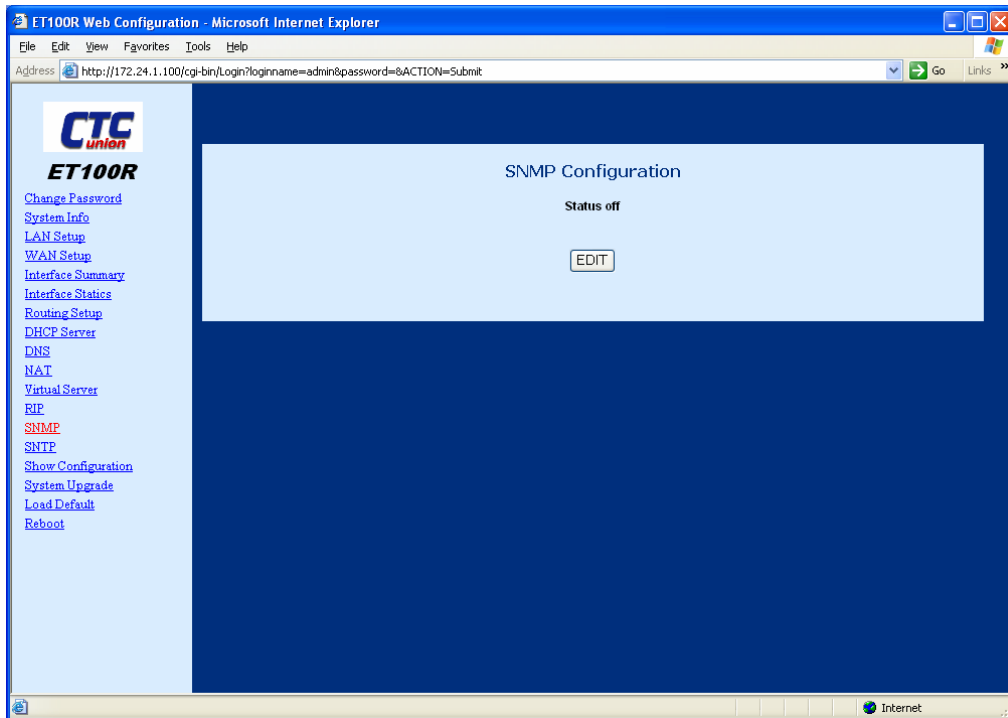 ET100R Web Configuration - Microsoft Internet Explorer
File Edit View Favorites Tools Help
Address http://172.24.1.100/cgi-bin/Login?loginname=admin&password=&ACTION=Submit Go Links »
CTC
union
ET100R
Change Password
System Info
LAN Setup
WAN Setup
Interface Summary
Interface Statics
Routing Setup
DHCP Server
DNS
NAT
Virtual Server
RIP
SNMP
SNTP
Show Configuration
System Upgrade
Load Default
Reboot
SNMP Configuration
Status off
EDIT
Internet